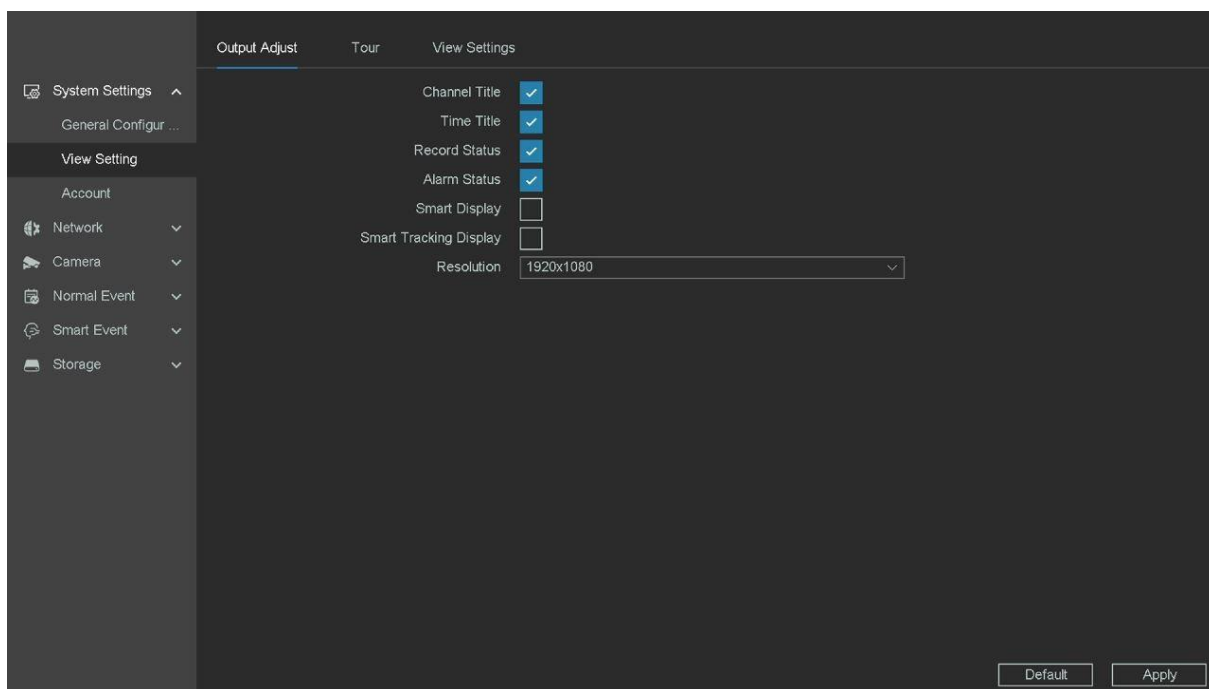 Output Adjust Tour View Settings
System Settings
General Configur ...
View Setting
Account
Network
Camera
Normal Event
Smart Event
Storage
Channel Title
Time Title
Record Status
Alarm Status
Smart Display
Smart Tracking Display
Resolution 1920x1080
Default Apply